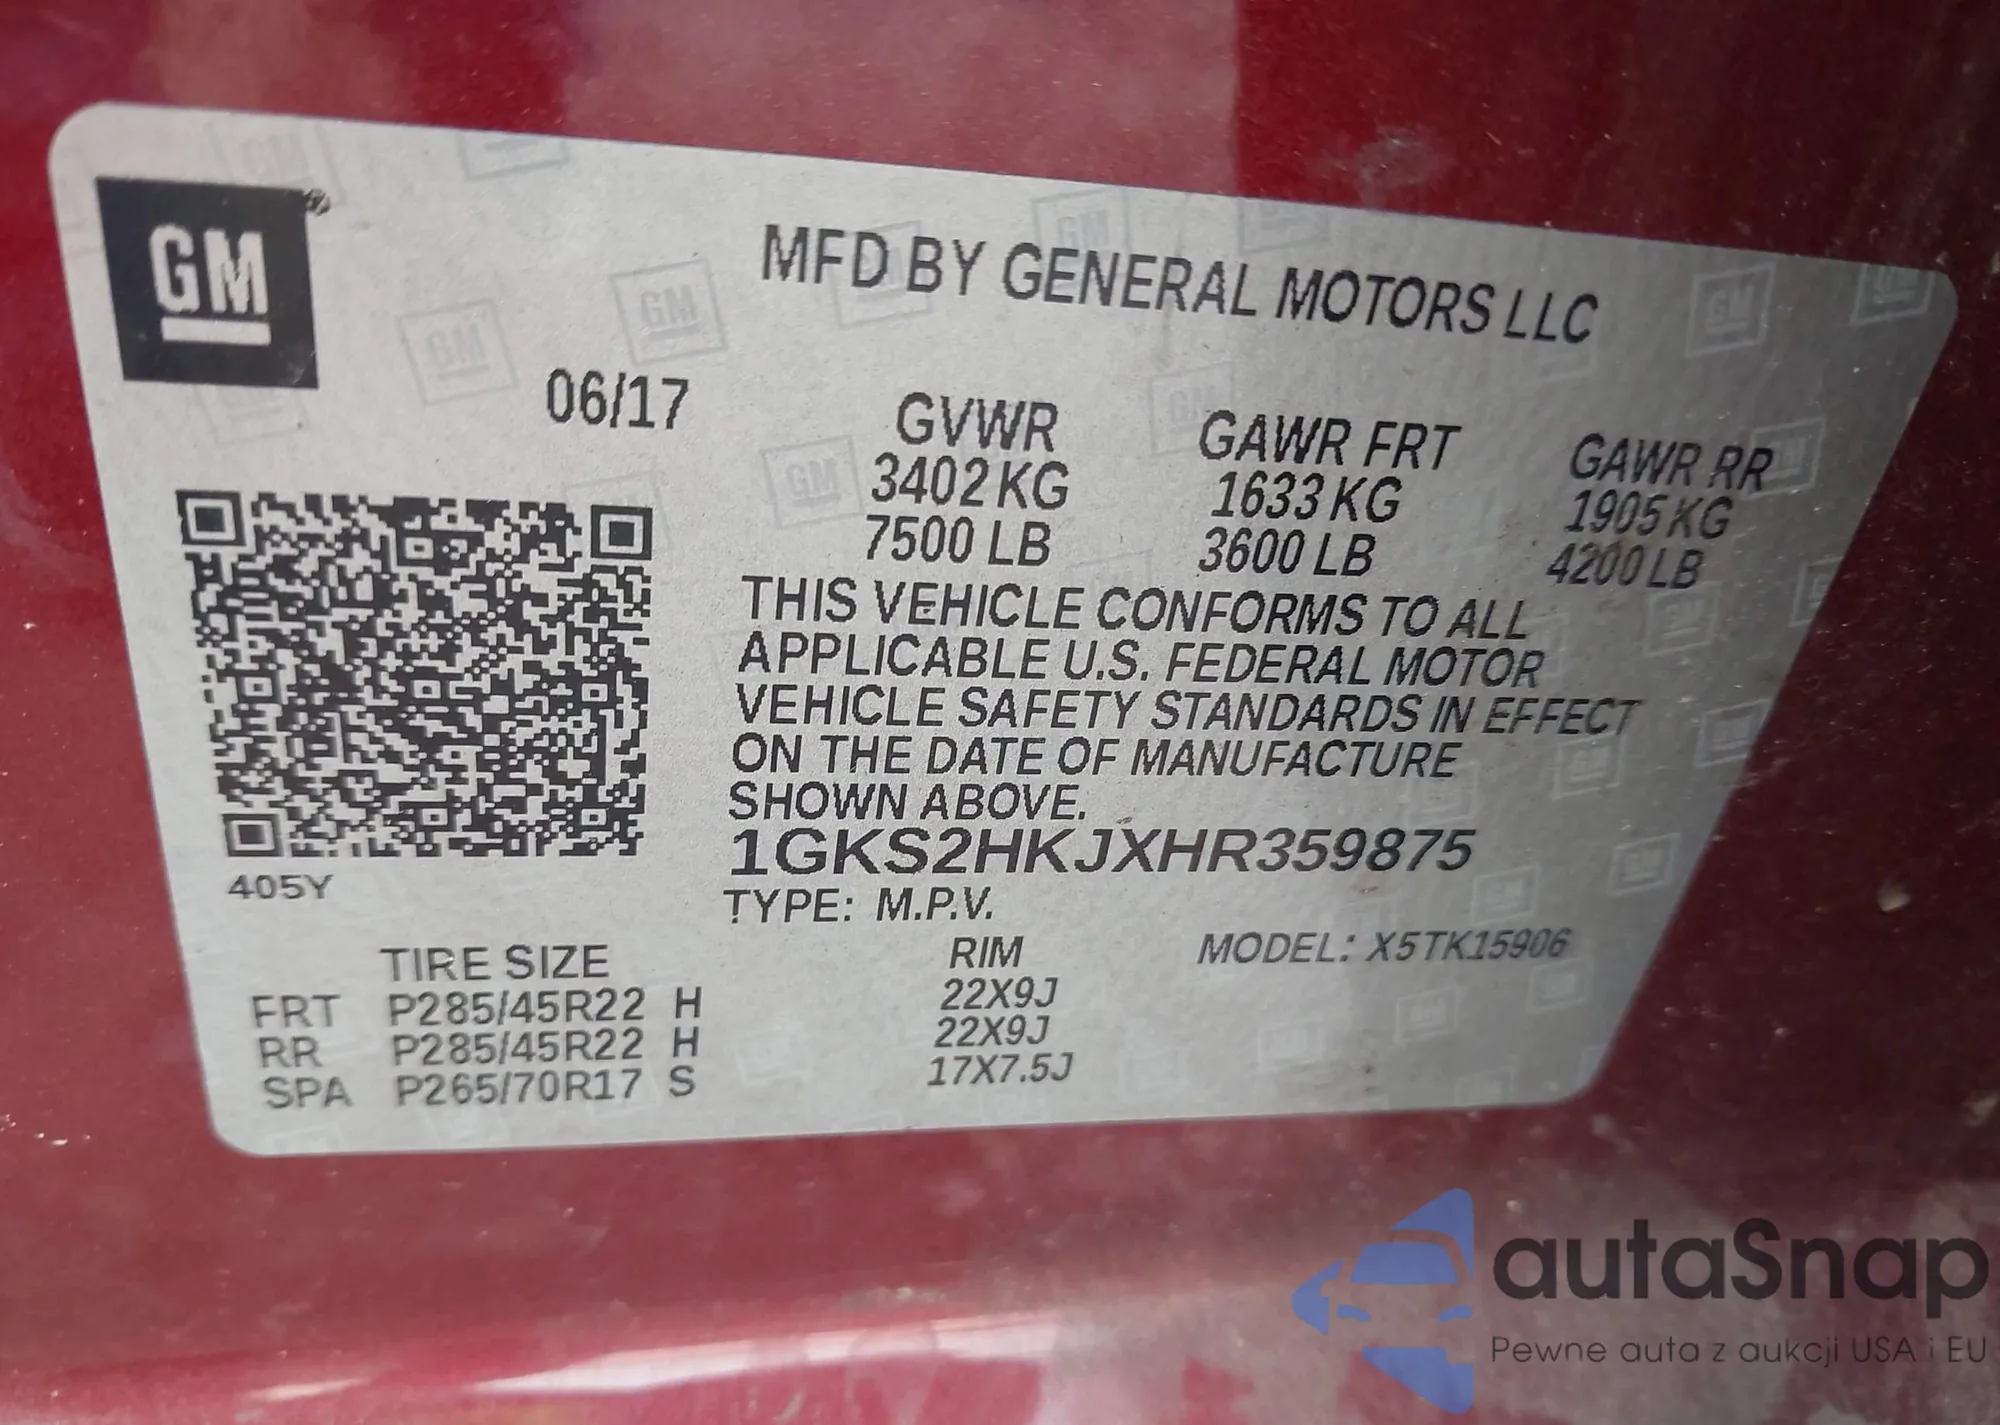 GM
MFD BY GENERAL MOTORS LLC
06/17
GVWR GAWR FRT GAWR RR
3402 KG 1633 KG 1905 KG
7500 LB 3600 LB 4200 LB
THIS VEHICLE CONFORMS TO ALL
APPLICABLE U.S. FEDERAL MOTOR
VEHICLE SAFETY STANDARDS IN EFFECT
ON THE DATE OF MANUFACTURE
SHOWN ABOVE.
1GKS2HKJXHR359875
405Y
TYPE: M.P.V.
TIRE SIZE RIM MODEL: X5TK15906
FRT P285/45R22 H 22X9J
RR P285/45R22 H 22X9J
SPA P265/70R17 S 17X7.5J
autaSnap
Pewne auta z aukcji USA i EU